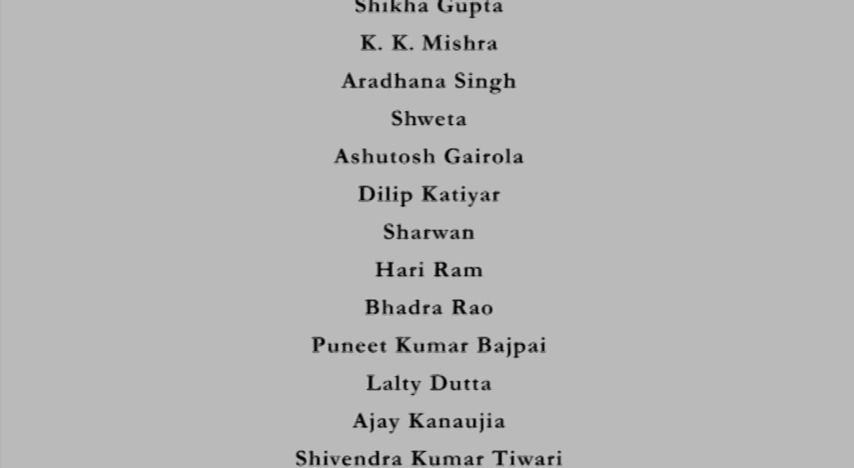 Shikha Gupta
K. K. Mishra
Aradhana Singh
Shweta
Ashutosh Gairola
Dilip Katiyar
Sharwan
Hari Ram
Bhadra Rao
Puneet Kumar Bajpai
Lalty Dutta
Ajay Kanaujia
Shivendra Kumar Tiwari